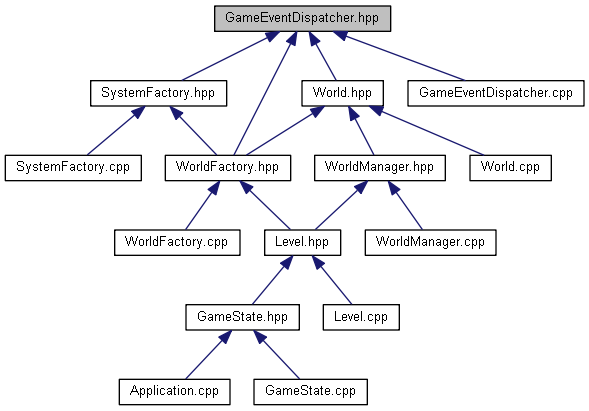 GameEventDispatcher.hpp
SystemFactory.hpp
World.hpp
GameEventDispatcher.cpp
SystemFactory.cpp
WorldFactory.hpp
WorldManager.hpp
World.cpp
WorldFactory.cpp
Level.hpp
WorldManager.cpp
GameState.hpp
Level.cpp
Application.cpp
GameState.cpp